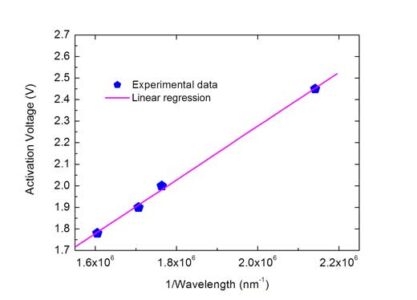 2.7
2.6
2.5
2.4
2.3
2.2
2.1
2.0
1.9
1.8
1.7
Activation Voltage (V)
Experimental data
Linear regression
1.6x10⁶ 1.8x10⁶ 2.0x10⁶ 2.2x10⁶
1/Wavelength (nm⁻¹)